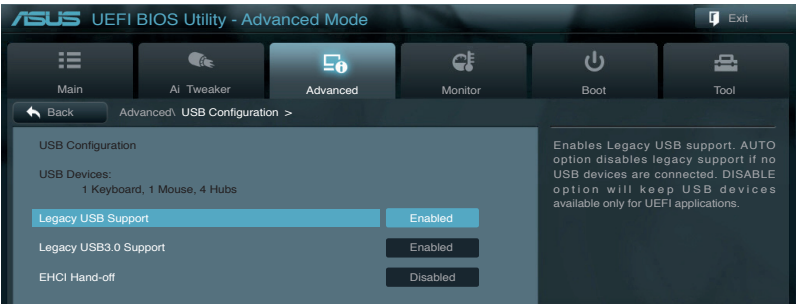 ASUS UEFI BIOS Utility - Advanced Mode
Exit
Main
Ai Tweaker
Advanced
Monitor
Boot
Tool
Back
Advanced\ USB Configuration >
USB Configuration
USB Devices:
1 Keyboard, 1 Mouse, 4 Hubs
Legacy USB Support Enabled
Legacy USB3.0 Support Enabled
EHCI Hand-off Disabled
Enables Legacy USB support. AUTO
option disables legacy support if no
USB devices are connected. DISABLE
option will keep USB devices
available only for UEFI applications.